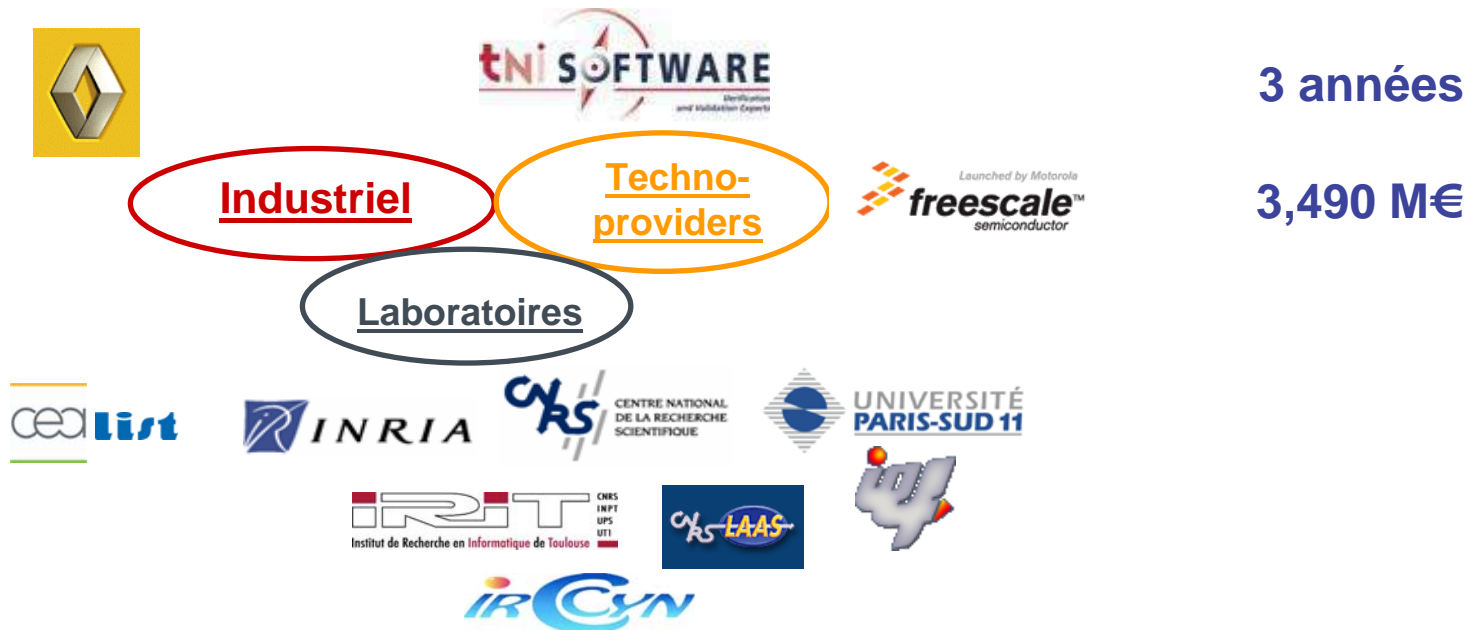 tni SOFTWARE
Verification
and Validation Experts
3 années
Industriel
Techno-
providers
Launched by Motorola
freescale™
semiconductor
3,490 M€
Laboratoires
cea list
INRIA
CNRS
CENTRE NATIONAL
DE LA RECHERCHE
SCIENTIFIQUE
UNIVERSITÉ
PARIS-SUD 11
IRIT
CNRS
INPT
UPS
UT1
Institut de Recherche en Informatique de Toulouse
CNRS LAAS
IRCCyN